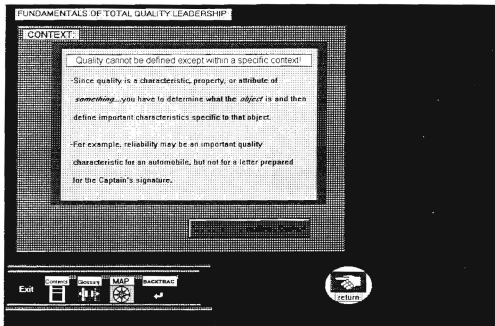 FUNDAMENTALS OF TOTAL QUALITY LEADERSHIP
CONTEXT:
Quality cannot be defined except within a specific context!
-Since quality is a characteristic, property, or attribute of
something...you have to determine what the object is and then
define important characteristics specific to that object.
-For example, reliability may be an important quality
characteristic for an automobile, but not for a letter prepared
for the Captain's signature.
Exit
Contents
Glossary
MAP
BACKTRAC
return